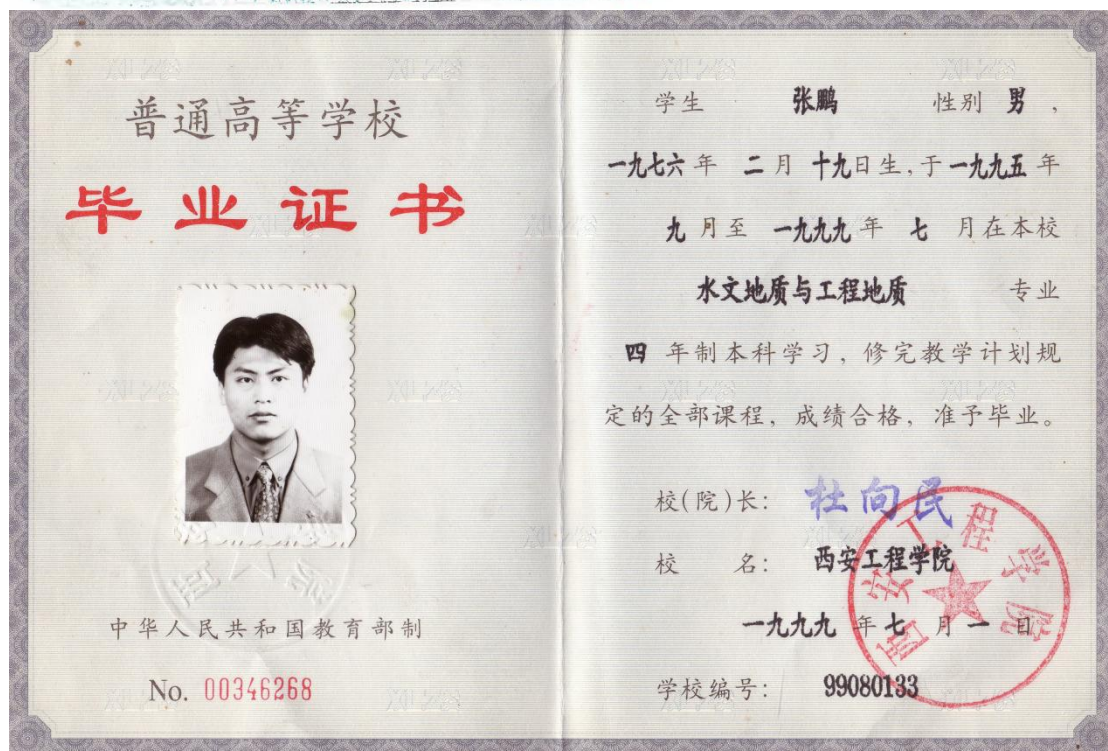 普通高等学校
毕业证书
中华人民共和国教育部制
No. 00346268
学生 张鹏 性别 男,
一九七六年 二月 十九日生,于一九九五年
九月至 一九九九年 七 月在本校
水文地质与工程地质 专业
四 年制本科学习,修完教学计划规
定的全部课程,成绩合格,准予毕业。
校(院)长: 杜向民
校 名: 西安工程学院
一九九九 年七 月一 日
学校编号: 99080133
西安工程学院